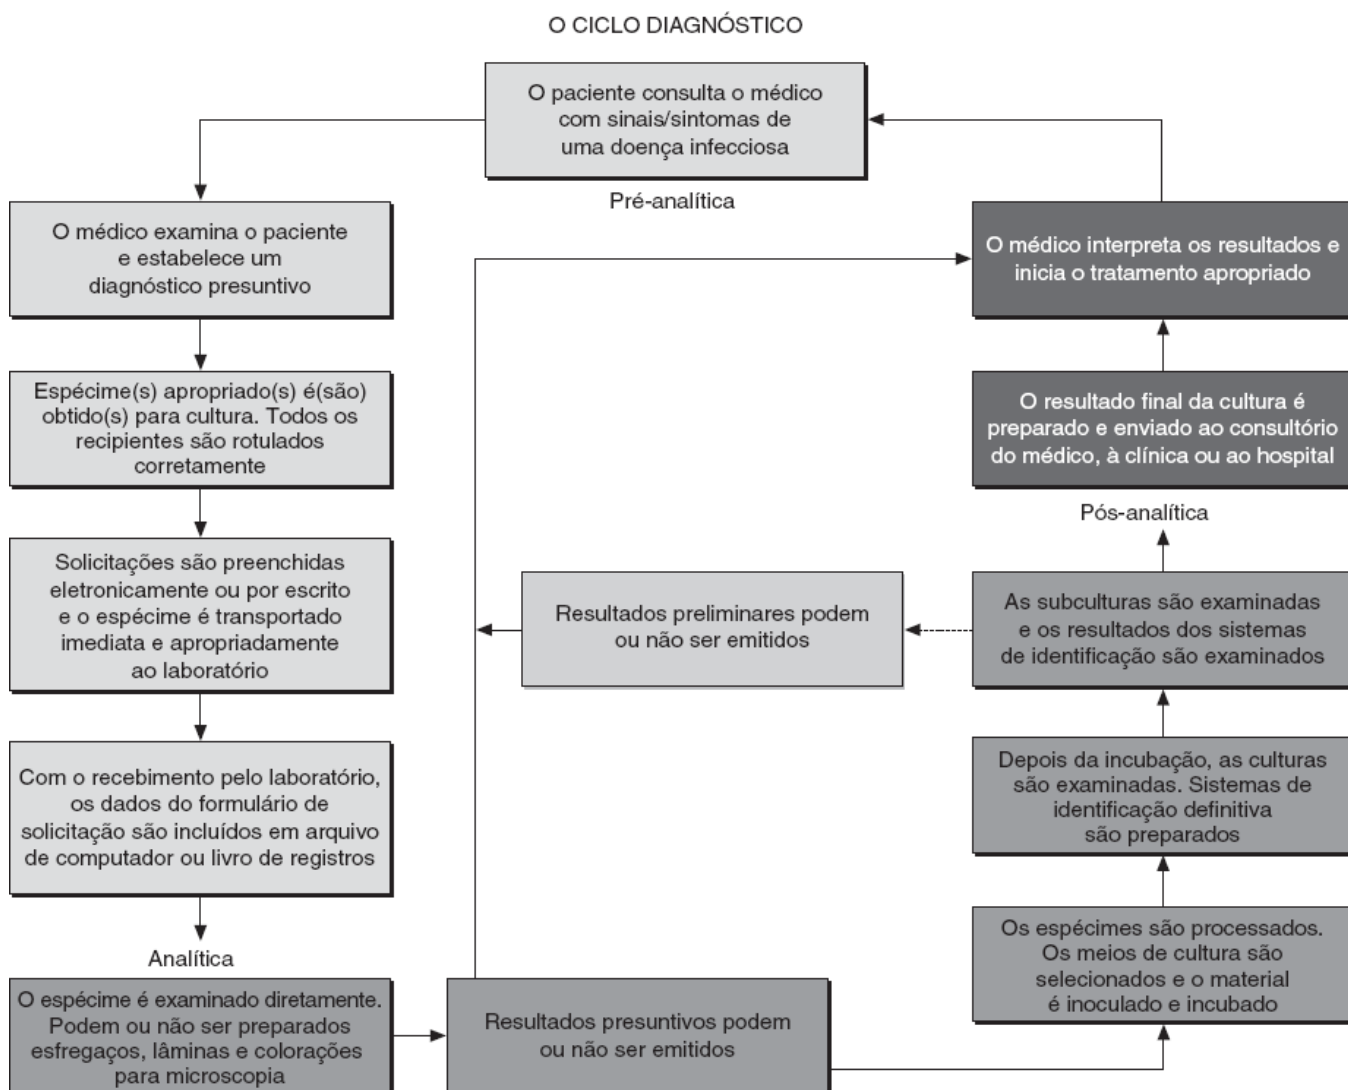 O CICLO DIAGNÓSTICO
O paciente consulta o médico
com sinais/sintomas de
uma doença infecciosa
Pré-analítica
O médico examina o paciente
e estabelece um
diagnóstico presuntivo
Espécime(s) apropriado(s) é(são)
obtido(s) para cultura. Todos os
recipientes são rotulados
corretamente
Solicitações são preenchidas
eletronicamente ou por escrito
e o espécime é transportado
imediata e apropriadamente
ao laboratório
Com o recebimento pelo laboratório,
os dados do formulário de
solicitação são incluídos em arquivo
de computador ou livro de registros
Analítica
O espécime é examinado diretamente.
Podem ou não ser preparados
esfregaços, lâminas e colorações
para microscopia
Resultados presuntivos podem
ou não ser emitidos
Os espécimes são processados.
Os meios de cultura são
selecionados e o material
é inoculado e incubado
Depois da incubação, as culturas
são examinadas. Sistemas de
identificação definitiva
são preparados
As subculturas são examinadas
e os resultados dos sistemas
de identificação são examinados
Resultados preliminares podem
ou não ser emitidos
Pós-analítica
O resultado final da cultura é
preparado e enviado ao consultório
do médico, à clínica ou ao hospital
O médico interpreta os resultados e
inicia o tratamento apropriado